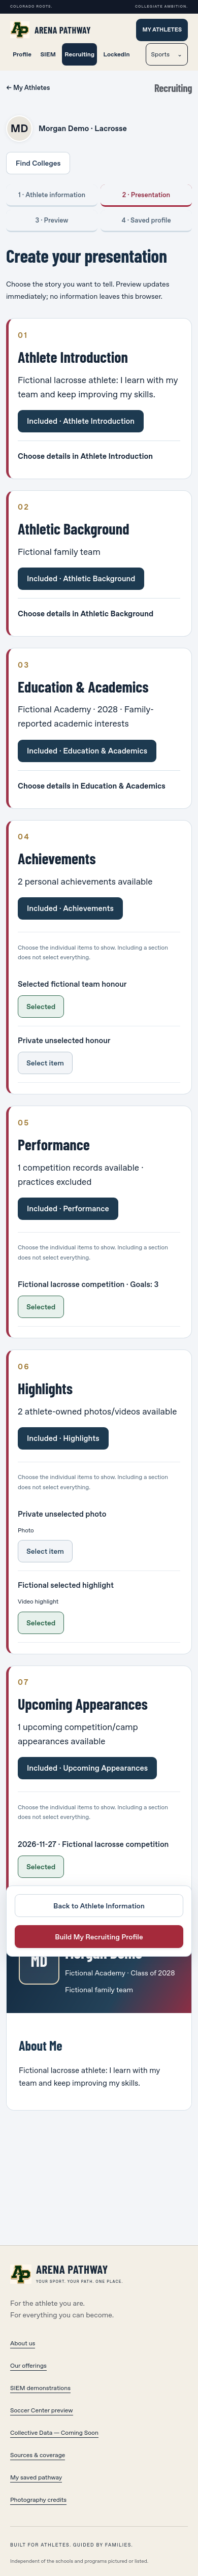 COLORADO ROOTS.
COLLEGIATE AMBITION.
AP
ARENA PATHWAY
MY ATHLETES
Profile
SIEM
Recruiting
LockedIn
Sports
← My Athletes
Recruiting
MD
Morgan Demo · Lacrosse
Find Colleges
1 · Athlete information
2 · Presentation
3 · Preview
4 · Saved profile
Create your presentation
Choose the story you want to tell. Preview updates
immediately; no information leaves this browser.
01
Athlete Introduction
Fictional lacrosse athlete: I learn with my
team and keep improving my skills.
Included · Athlete Introduction
Choose details in Athlete Introduction
02
Athletic Background
Fictional family team
Included · Athletic Background
Choose details in Athletic Background
03
Education & Academics
Fictional Academy · 2028 · Family-
reported academic interests
Included · Education & Academics
Choose details in Education & Academics
04
Achievements
2 personal achievements available
Included · Achievements
Choose the individual items to show. Including a section
does not select everything.
Selected fictional team honour
Selected
Private unselected honour
Select item
05
Performance
1 competition records available ·
practices excluded
Included · Performance
Choose the individual items to show. Including a section
does not select everything.
Fictional lacrosse competition · Goals: 3
Selected
06
Highlights
2 athlete-owned photos/videos available
Included · Highlights
Choose the individual items to show. Including a section
does not select everything.
Private unselected photo
Photo
Select item
Fictional selected highlight
Video highlight
Selected
07
Upcoming Appearances
1 upcoming competition/camp
appearances available
Included · Upcoming Appearances
Choose the individual items to show. Including a section
does not select everything.
2026-11-27 · Fictional lacrosse competition
Selected
Back to Athlete Information
Build My Recruiting Profile
MD
Morgan Demo
Fictional Academy · Class of 2028
Fictional family team
About Me
Fictional lacrosse athlete: I learn with my
team and keep improving my skills.
AP
ARENA PATHWAY
YOUR SPORT. YOUR PATH. ONE PLACE.
For the athlete you are.
For everything you can become.
About us
Our offerings
SIEM demonstrations
Soccer Center preview
Collective Data — Coming Soon
Sources & coverage
My saved pathway
Photography credits
BUILT FOR ATHLETES. GUIDED BY FAMILIES.
Independent of the schools and programs pictured or listed.